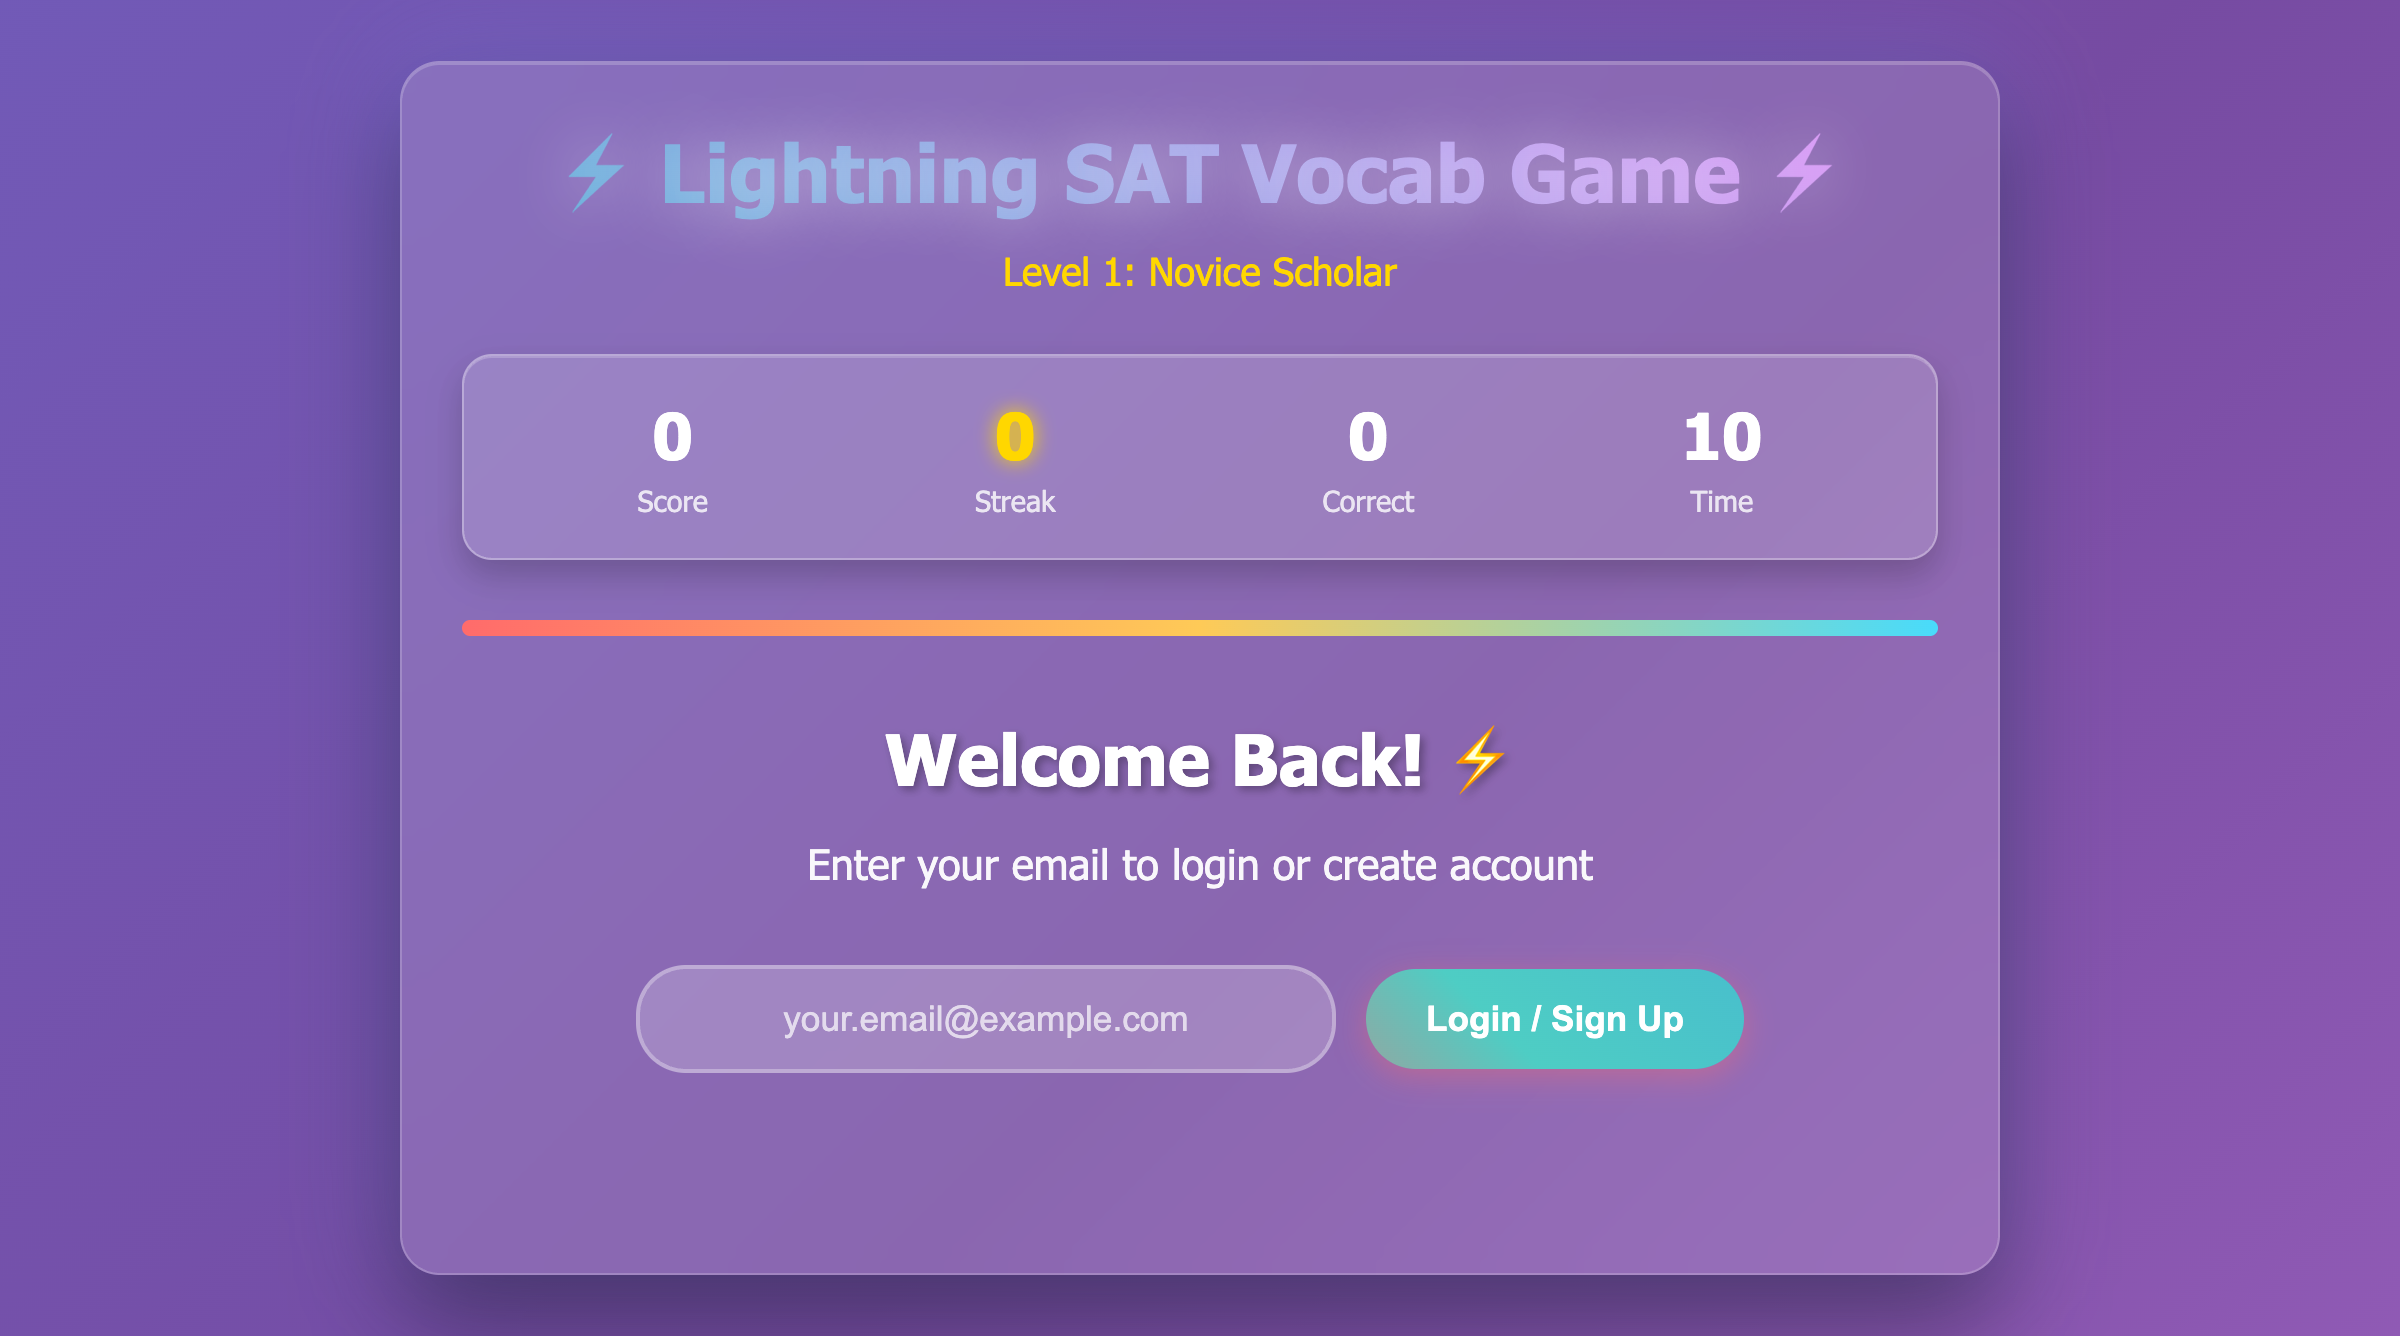 ⚡ Lightning SAT Vocab Game ⚡
Level 1: Novice Scholar
0 0 0 10
Score Streak Correct Time
Welcome Back! ⚡
Enter your email to login or create account
your.email@example.com Login / Sign Up